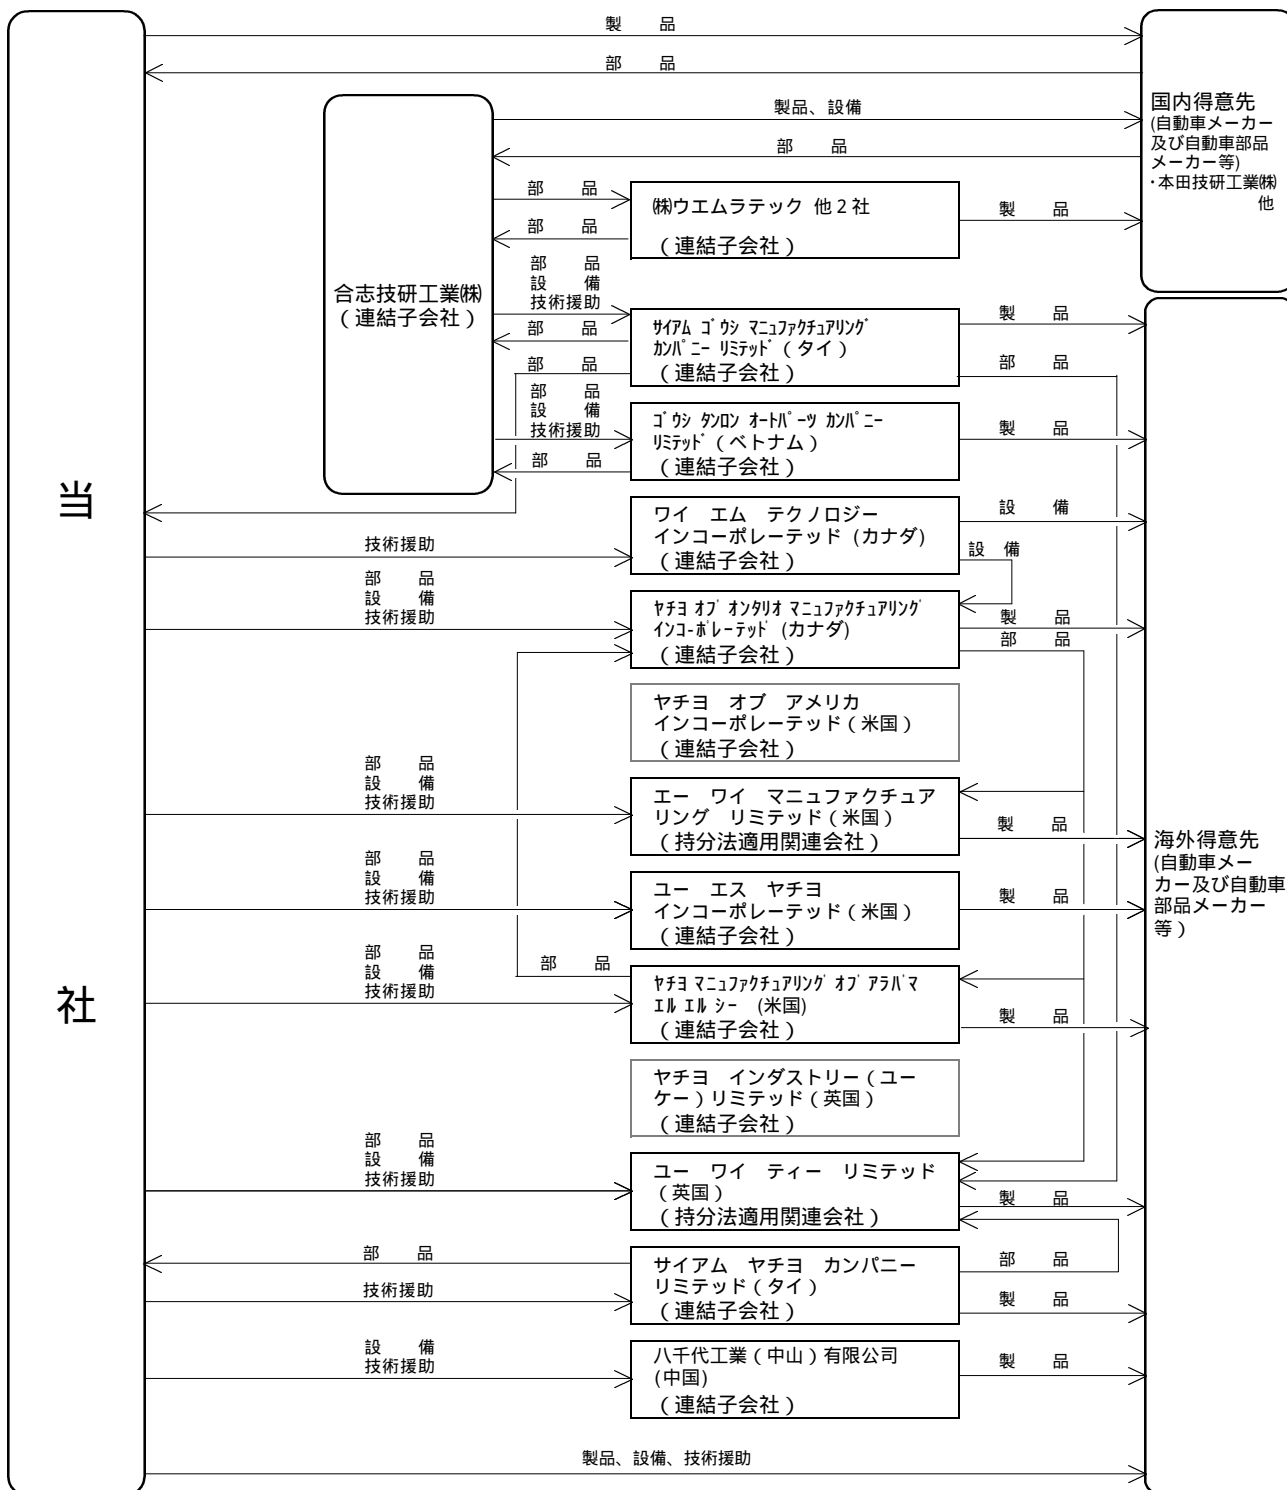 製　品
部　品
国内得意先
(自動車メーカー
及び自動車部品
メーカー等)
・本田技研工業㈱
他
製品、設備
部　品
合志技研工業㈱
（連結子会社）
部　品
部　品
㈱ウエムラテック 他２社
（連結子会社）
製　品
部　品
設　備
技術援助
部　品
部　品
ｻｲｱﾑ ｺﾞｳｼ ﾏﾆｭﾌｧｸﾁｭｱﾘﾝｸﾞ
ｶﾝﾊﾟﾆｰ ﾘﾐﾃｯﾄﾞ（タイ）
（連結子会社）
製　品
部　品
部　品
設　備
技術援助
部　品
ｺﾞｳｼ ﾀﾝﾛﾝ ｵｰﾄﾊﾟｰﾂ ｶﾝﾊﾟﾆｰ
ﾘﾐﾃｯﾄﾞ（ベトナム）
（連結子会社）
製　品
当
社
技術援助
ワイ　エム　テクノロジー
インコーポレーテッド (カナダ)
（連結子会社）
設　備
設　備
部　品
設　備
技術援助
ﾔﾁﾖ ｵﾌﾞ ｵﾝﾀﾘｵ ﾏﾆｭﾌｧｸﾁｭｱﾘﾝｸﾞ
ｲﾝｺｰﾎﾟﾚｰﾃｯﾄﾞ (カナダ)
（連結子会社）
製　品
部　品
ヤチヨ　オブ　アメリカ
インコーポレーテッド（米国）
（連結子会社）
部　品
設　備
技術援助
エー　ワイ　マニュファクチュア
リング　リミテッド（米国）
（持分法適用関連会社）
製　品
海外得意先
(自動車メー
カー及び自動車
部品メーカー
等）
部　品
設　備
技術援助
ユー　エス　ヤチヨ
インコーポレーテッド（米国）
（連結子会社）
製　品
部　品
設　備
技術援助
部　品
ﾔﾁﾖ ﾏﾆｭﾌｧｸﾁｭｱﾘﾝｸﾞ ｵﾌﾞ ｱﾗﾊﾞﾏ
ｴﾙ ｴﾙ ｼｰ (米国)
（連結子会社）
製　品
ヤチヨ　インダストリー（ユー
ケー）リミテッド（英国）
（連結子会社）
部　品
設　備
技術援助
ユー　ワイ　ティー　リミテッド
（英国）
（持分法適用関連会社）
製　品
部　品
技術援助
サイアム　ヤチヨ　カンパニー
リミテッド（タイ）
（連結子会社）
部　品
製　品
設　備
技術援助
八千代工業（中山）有限公司
(中国)
（連結子会社）
製　品
製品、設備、技術援助